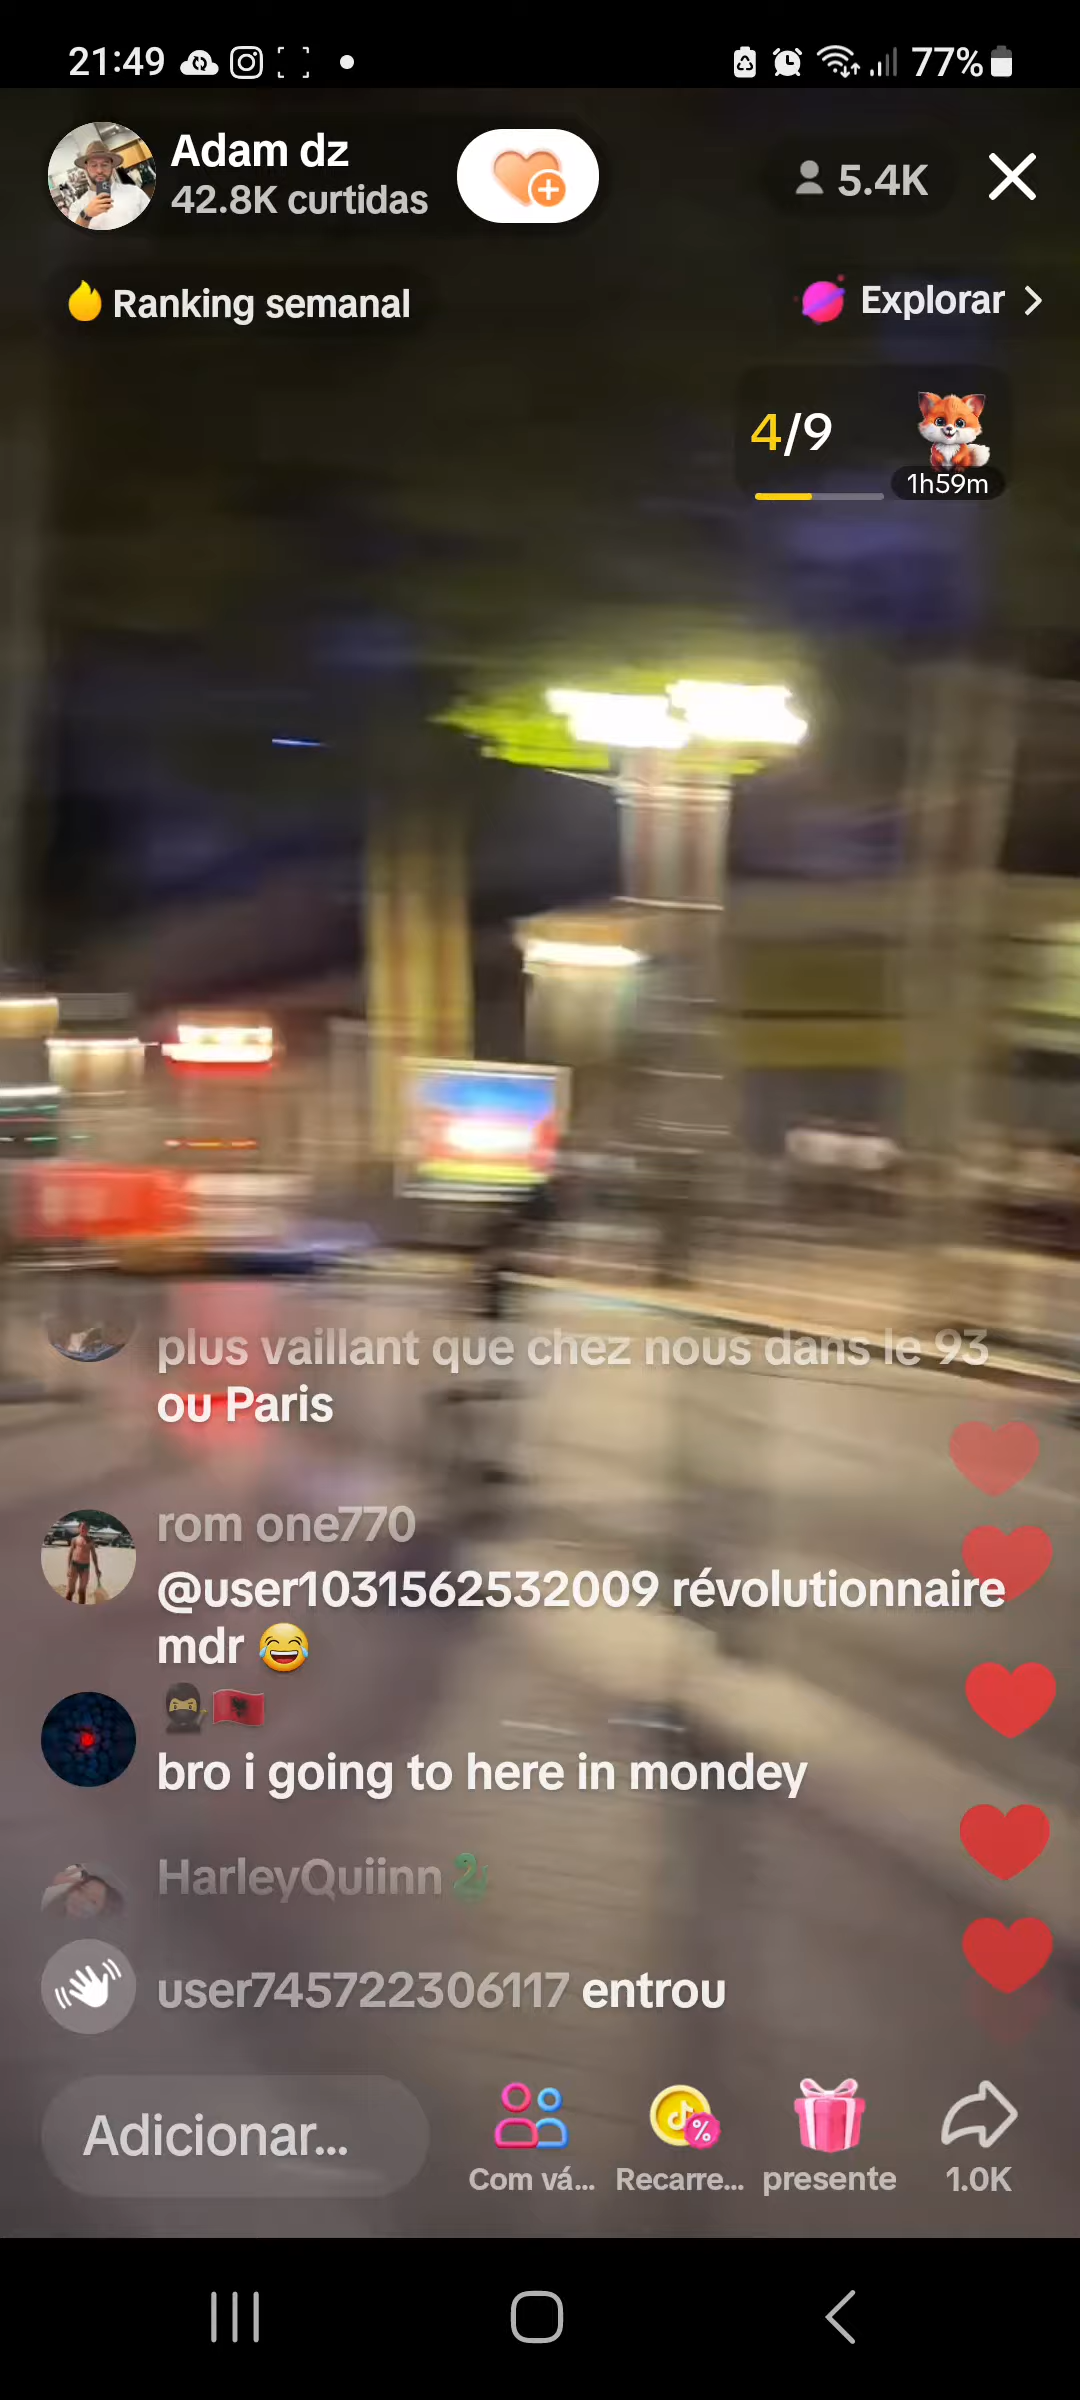 21:49
77%
Adam dz
42.8K curtidas
5.4K
Ranking semanal
Explorar
4/9
1h59m
plus vaillant que chez nous dans le 93
ou Paris
rom one770
@user1031562532009 révolutionnaire
mdr 😂
🥷🇦🇱
bro i going to here in mondey
HarleyQuiinn🐉
user745722306117 entrou
Adicionar...
Com vá...
Recarre...
presente
1.0K